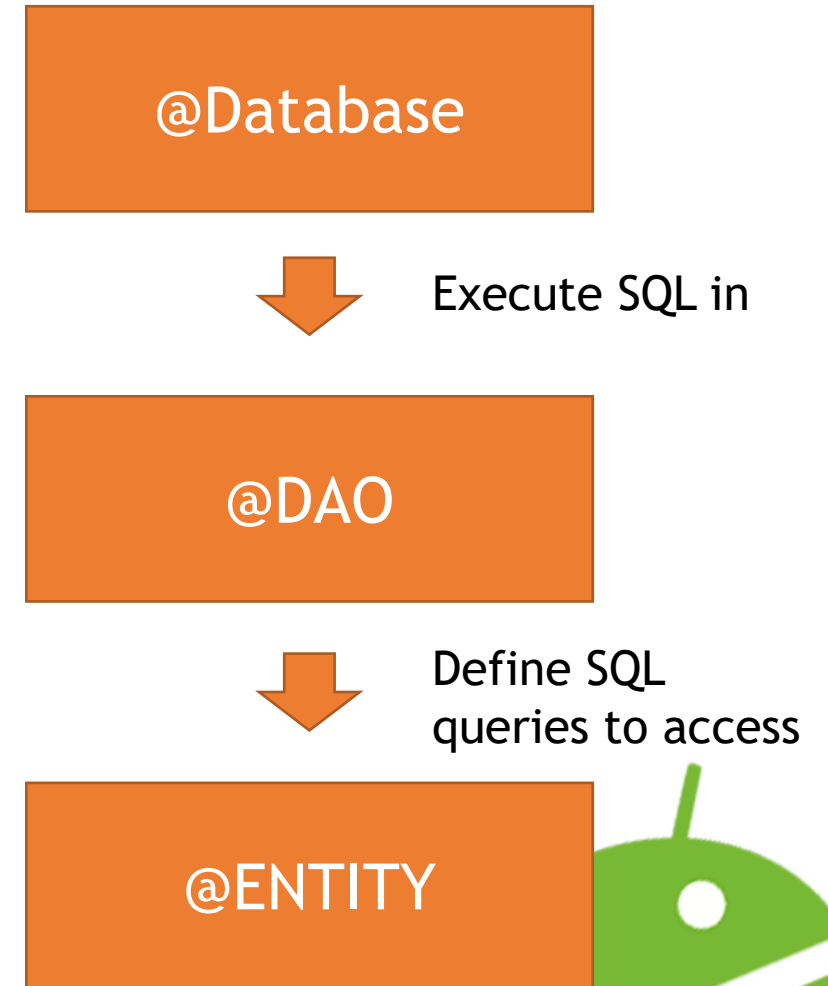 @Database
Execute SQL in
@DAO
Define SQL
queries to access
@ENTITY